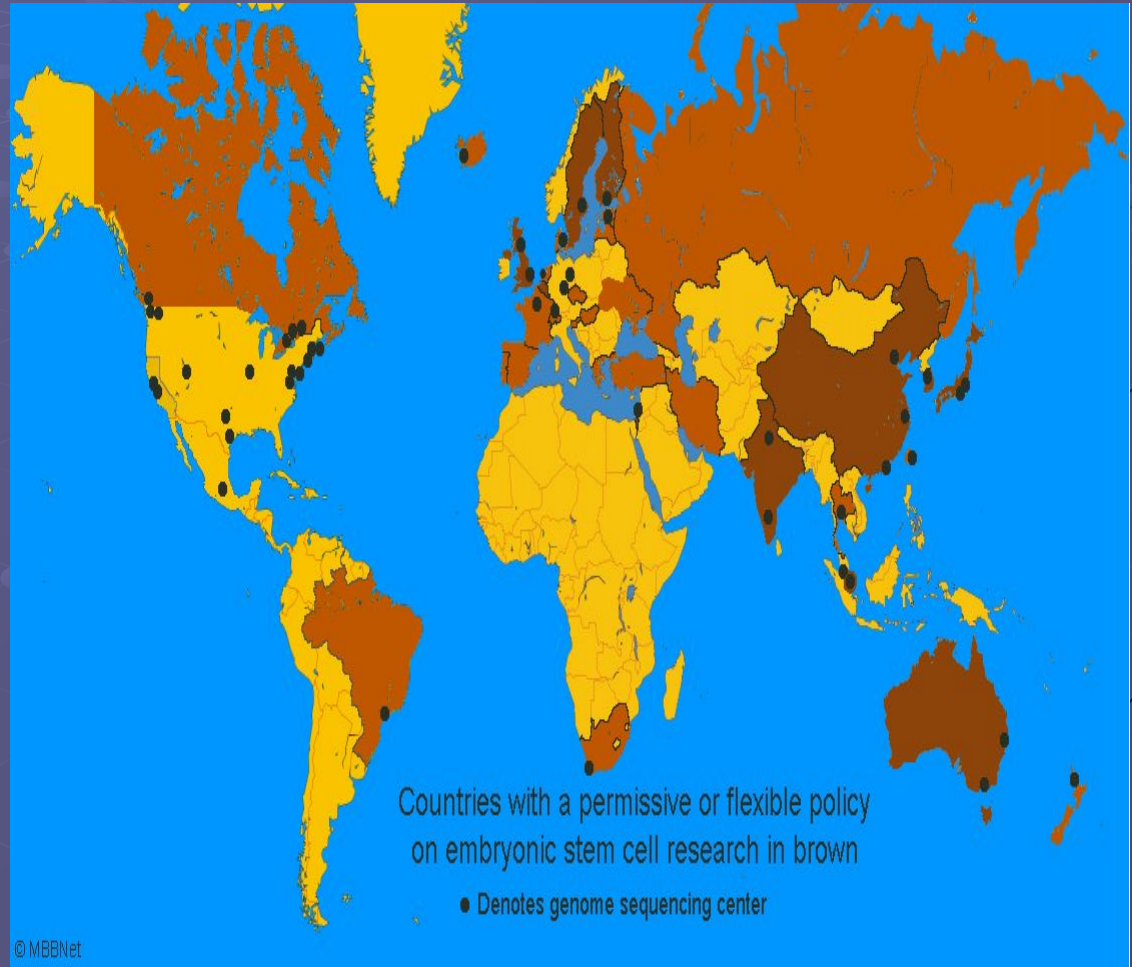 Countries with a permissive or flexible policy
on embryonic stem cell research in brown
● Denotes genome sequencing center
© MBBNet